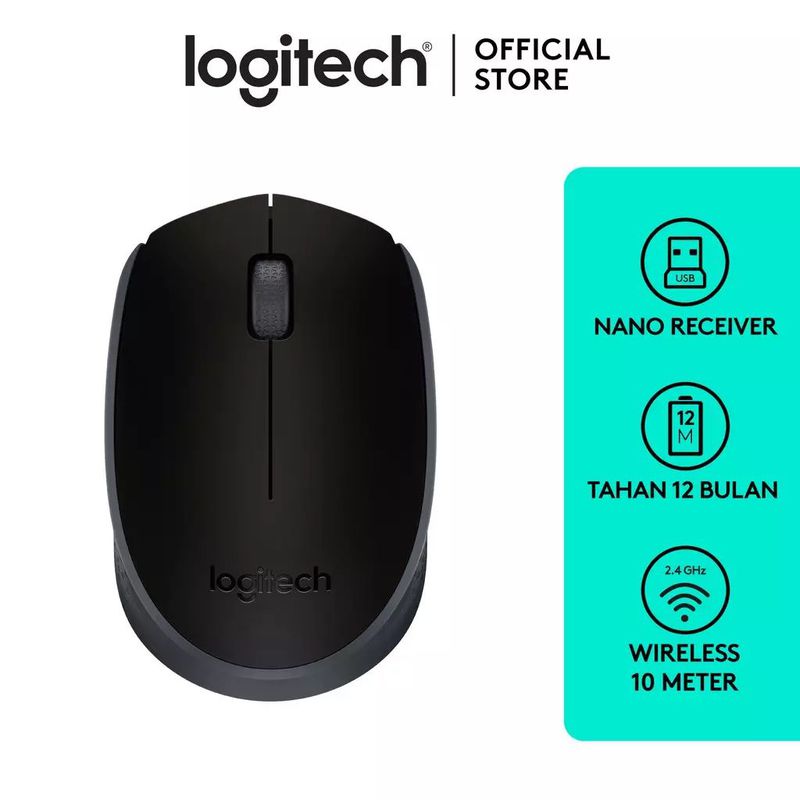 logitech®
OFFICIAL
STORE
USB
NANO RECEIVER
12
M
TAHAN 12 BULAN
2.4 GHz
WIRELESS
10 METER
logitech